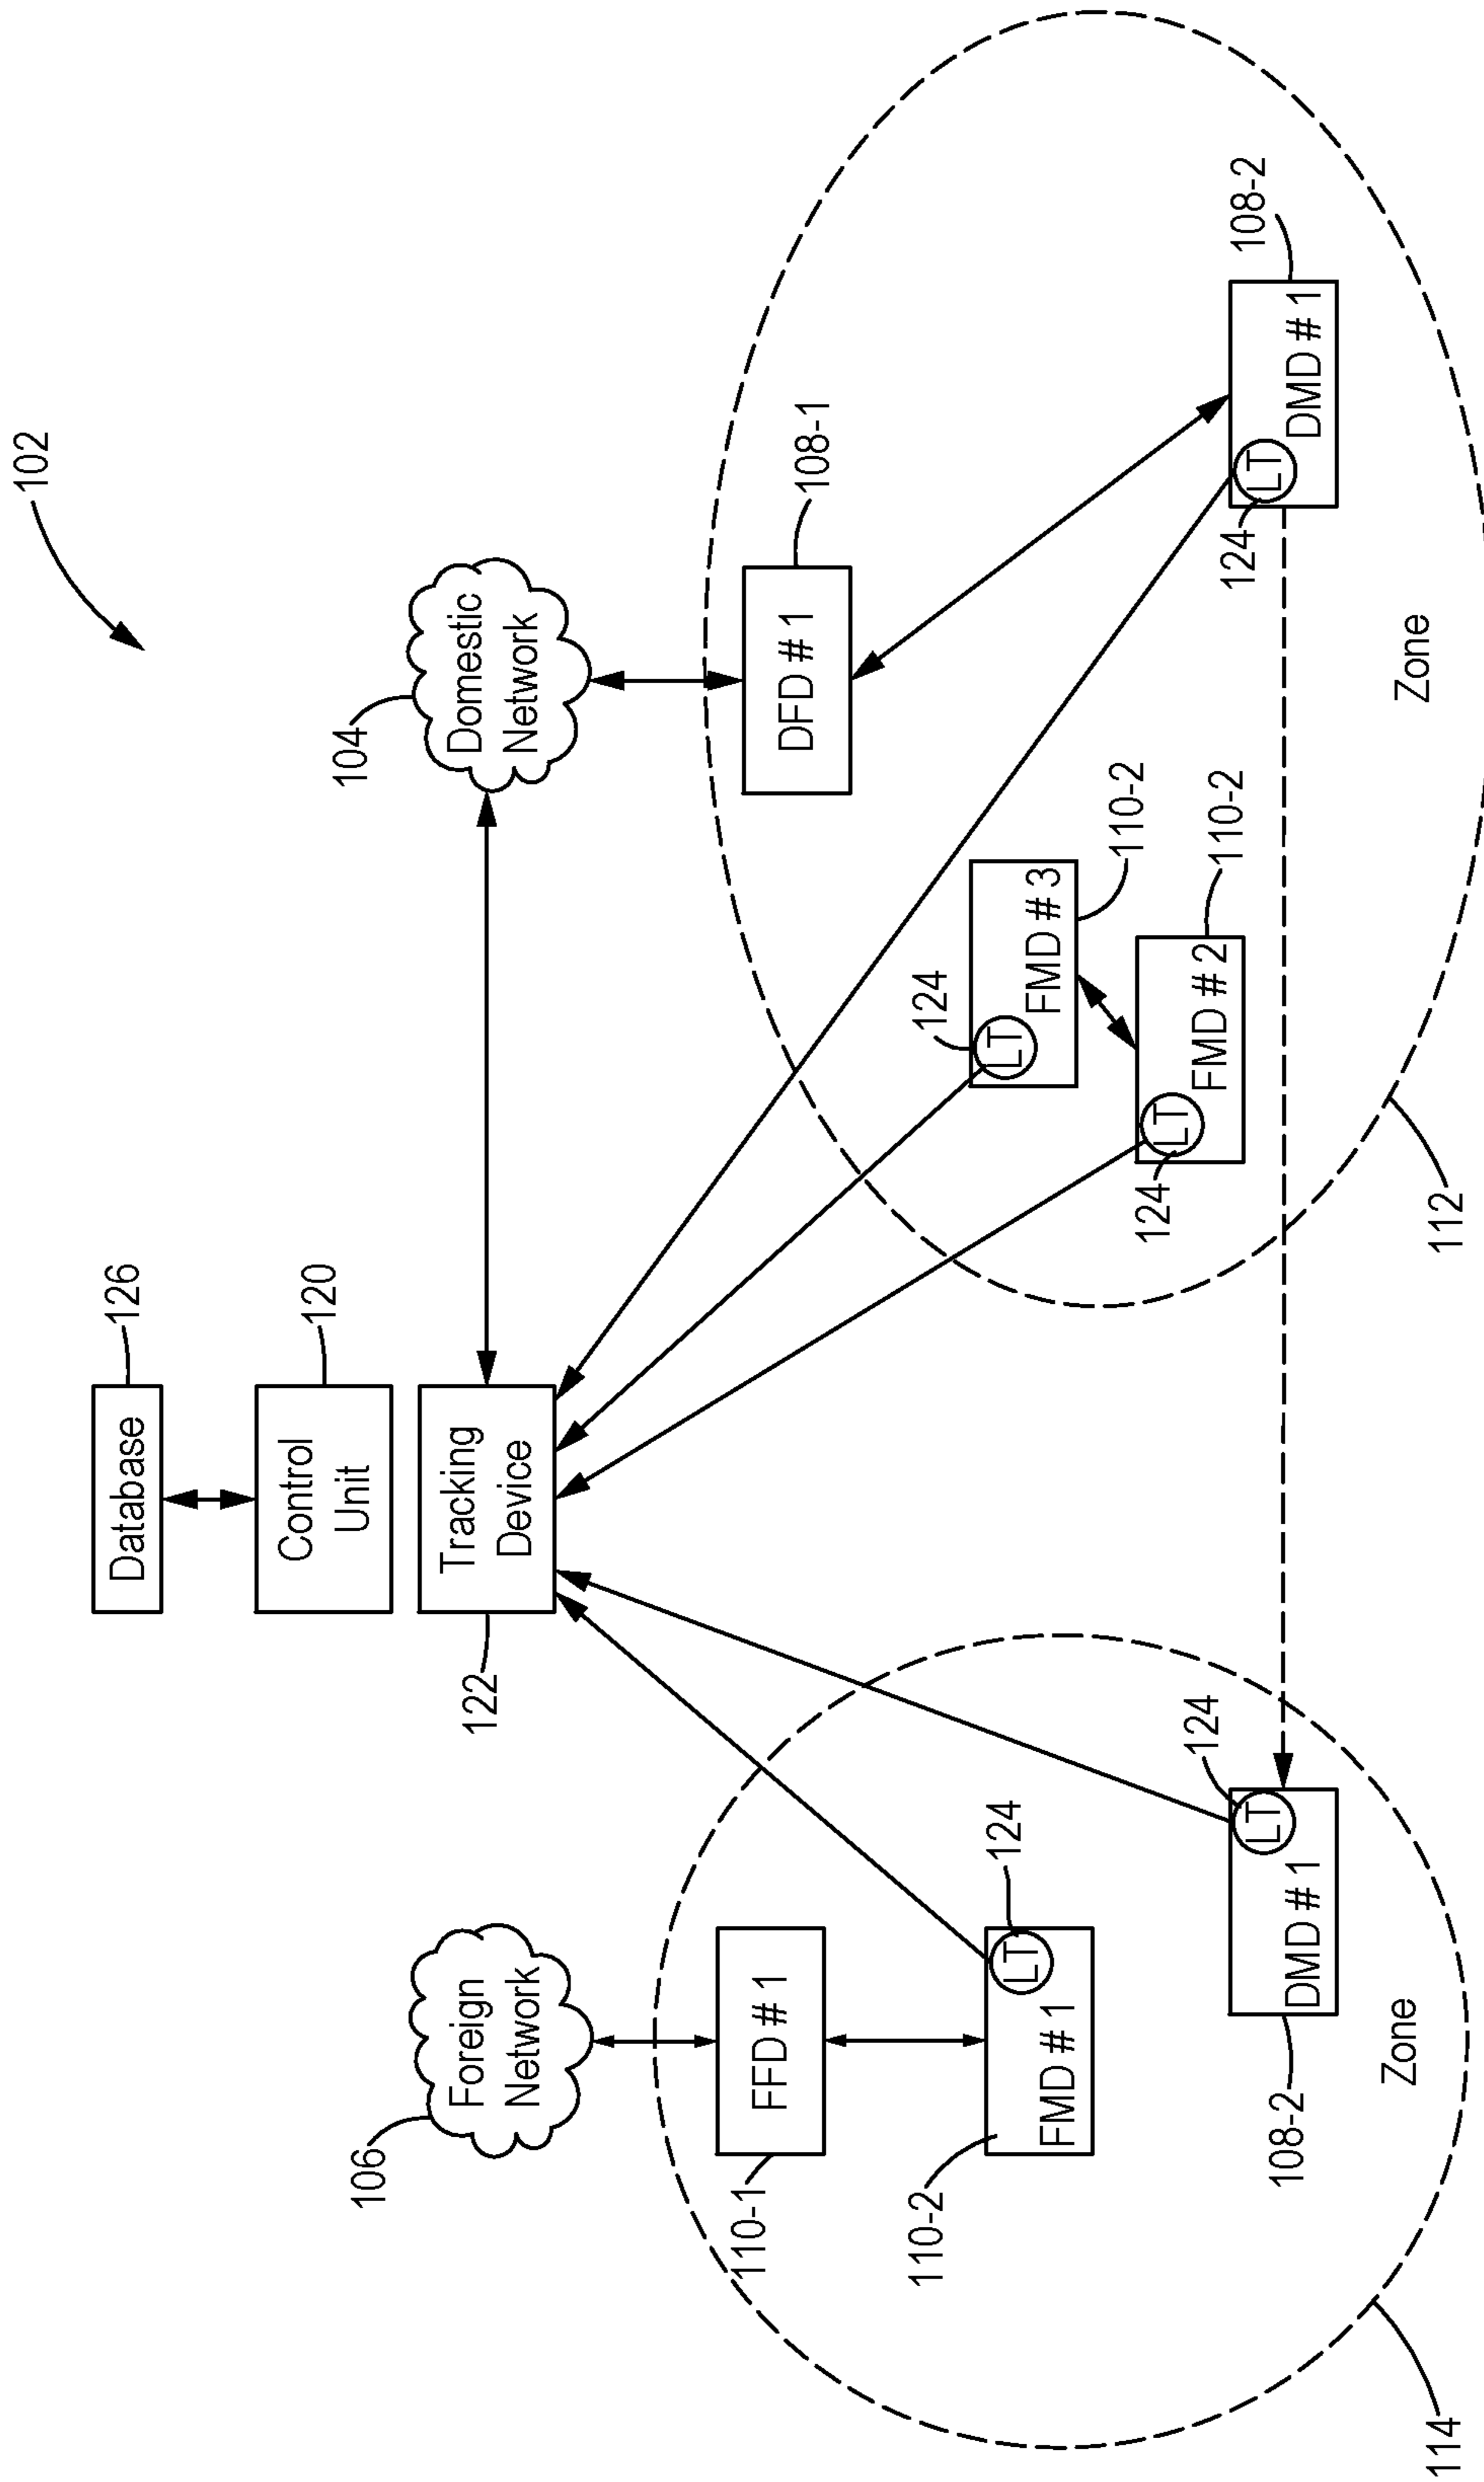 102
Database
126
Control
Unit
120
Tracking
Device
122
106
Foreign
Network
104
Domestic
Network
FFD # 1
110-1
DFD # 1
108-1
110-2
FMD # 1
LT
124
124
LT
FMD # 3
110-2
124
LT
FMD # 2
110-2
108-2
DMD # 1
LT
124
124
LT
DMD # 1
108-2
Zone
Zone
114
112